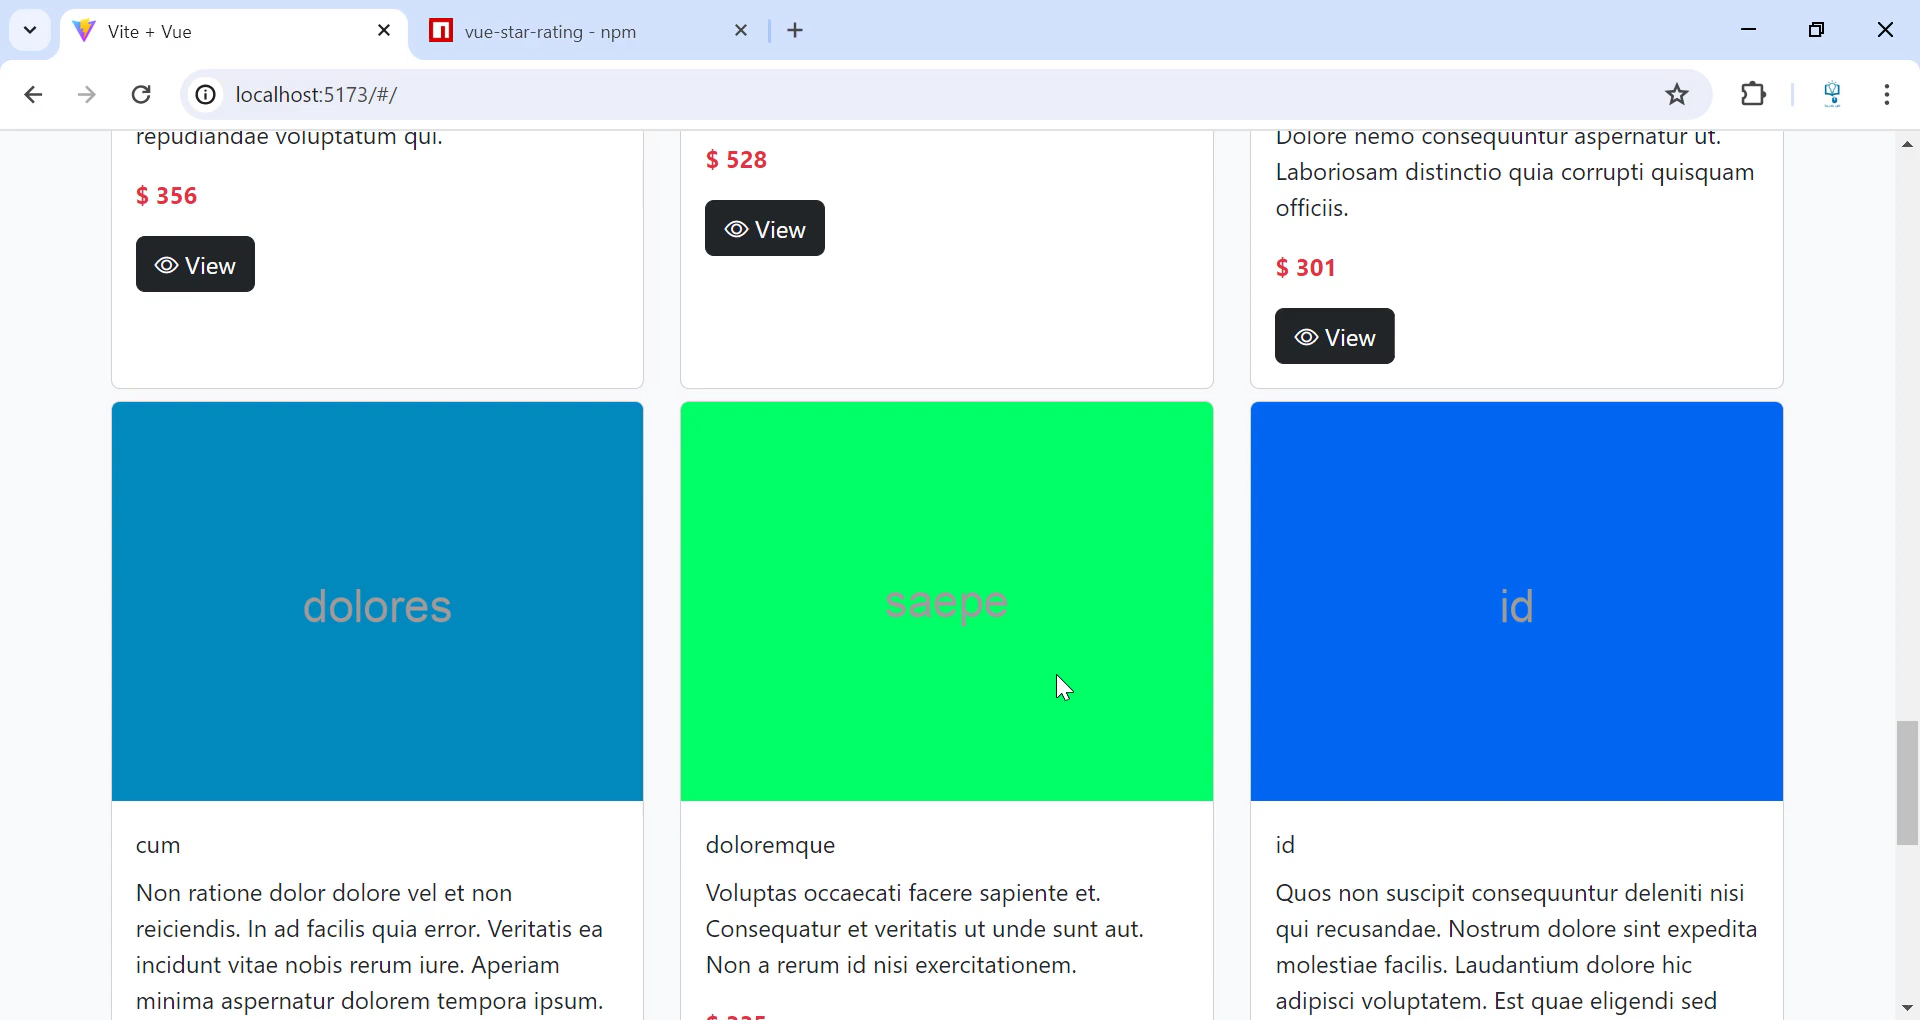 Vite + Vue
vue-star-rating - npm
localhost:5173/#/
repudiandae voluptatum qui.
$ 356
View
$ 528
View
Dolore nemo consequuntur aspernatur ut.
Laboriosam distinctio quia corrupti quisquam
officiis.
$ 301
View
dolores
cum
Non ratione dolor dolore vel et non
reiciendis. In ad facilis quia error. Veritatis ea
incidunt vitae nobis rerum iure. Aperiam
minima aspernatur dolorem tempora ipsum.
saepe
doloremque
Voluptas occaecati facere sapiente et.
Consequatur et veritatis ut unde sunt aut.
Non a rerum id nisi exercitationem.
id
id
Quos non suscipit consequuntur deleniti nisi
qui recusandae. Nostrum dolore sint expedita
molestiae facilis. Laudantium dolore hic
adipisci voluptatem. Est quae eligendi sed